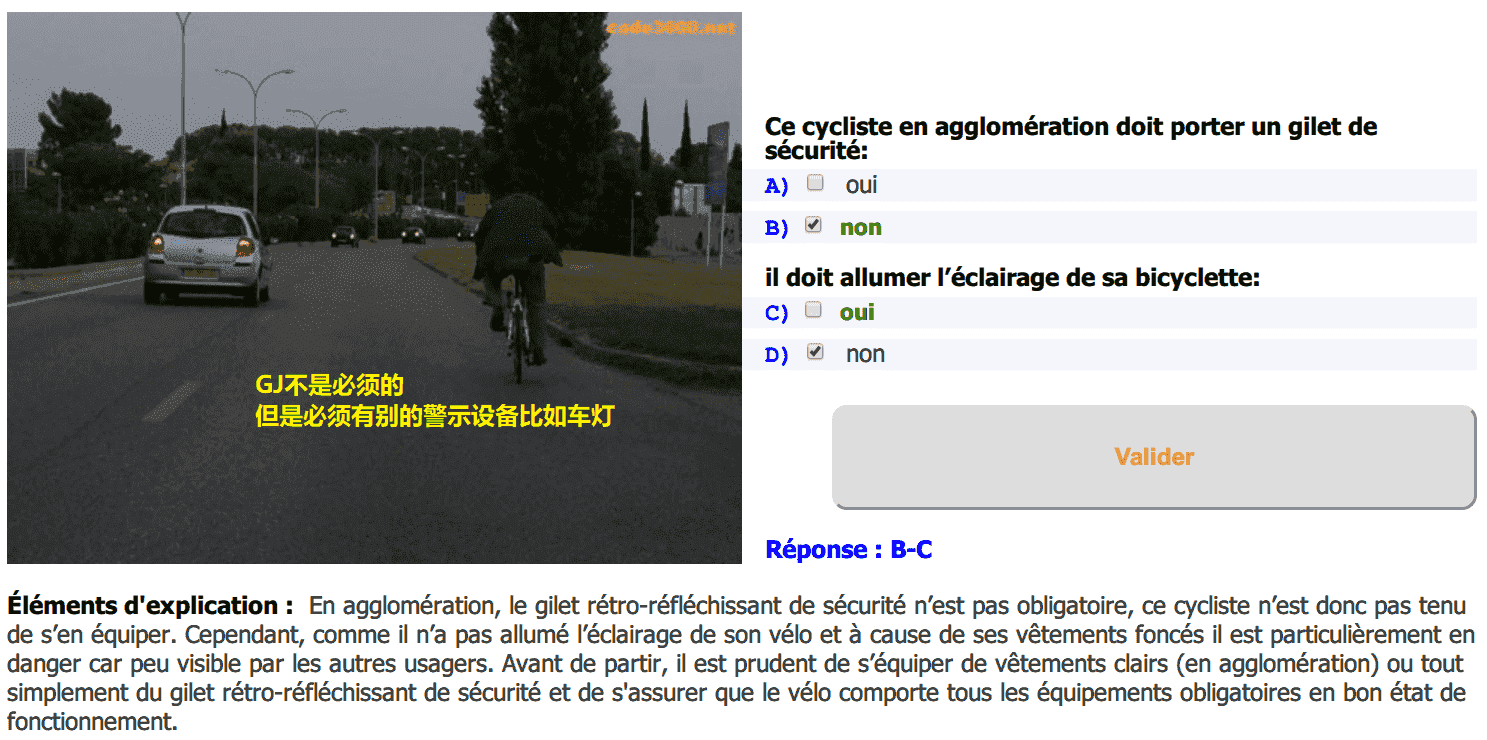 Ce cycliste en agglomération doit porter un gilet de
sécurité:
A) oui
B) non
il doit allumer l’éclairage de sa bicyclette:
C) oui
D) non
GJ不是必须的
但是必须有别的警示设备比如车灯
Valider
Réponse : B-C
Éléments d'explication : En agglomération, le gilet rétro-réfléchissant de sécurité n’est pas obligatoire, ce cycliste n’est donc pas tenu
de s’en équiper. Cependant, comme il n’a pas allumé l’éclairage de son vélo et à cause de ses vêtements foncés il est particulièrement en
danger car peu visible par les autres usagers. Avant de partir, il est prudent de s’équiper de vêtements clairs (en agglomération) ou tout
simplement du gilet rétro-réfléchissant de sécurité et de s'assurer que le vélo comporte tous les équipements obligatoires en bon état de
fonctionnement.